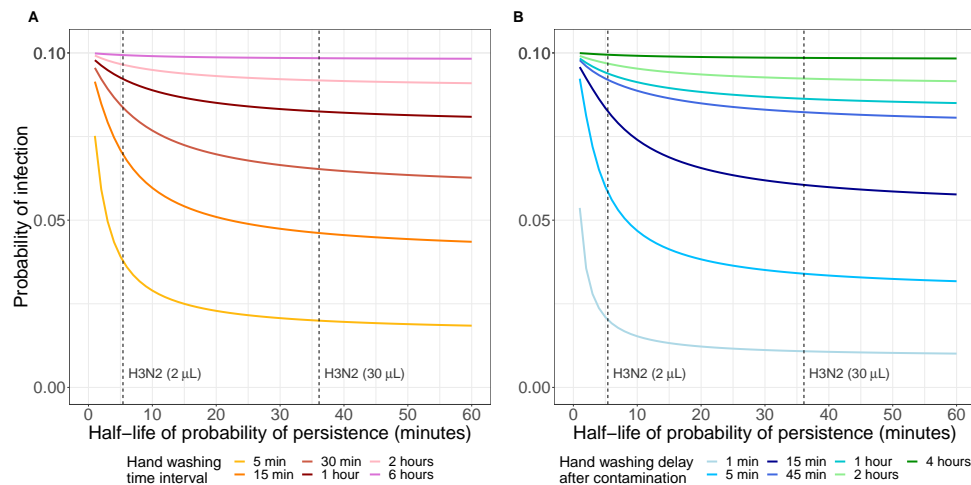 A
Probability of infection
0.10
0.05
0.00
H3N2 (2 μL)
H3N2 (30 μL)
0 10 20 30 40 50 60
Half−life of probability of persistence (minutes)
Hand washing
time interval
5 min
15 min
30 min
1 hour
2 hours
6 hours
B
0.10
0.05
0.00
H3N2 (2 μL)
H3N2 (30 μL)
0 10 20 30 40 50 60
Half−life of probability of persistence (minutes)
Hand washing delay
after contamination
1 min
5 min
15 min
45 min
1 hour
2 hours
4 hours